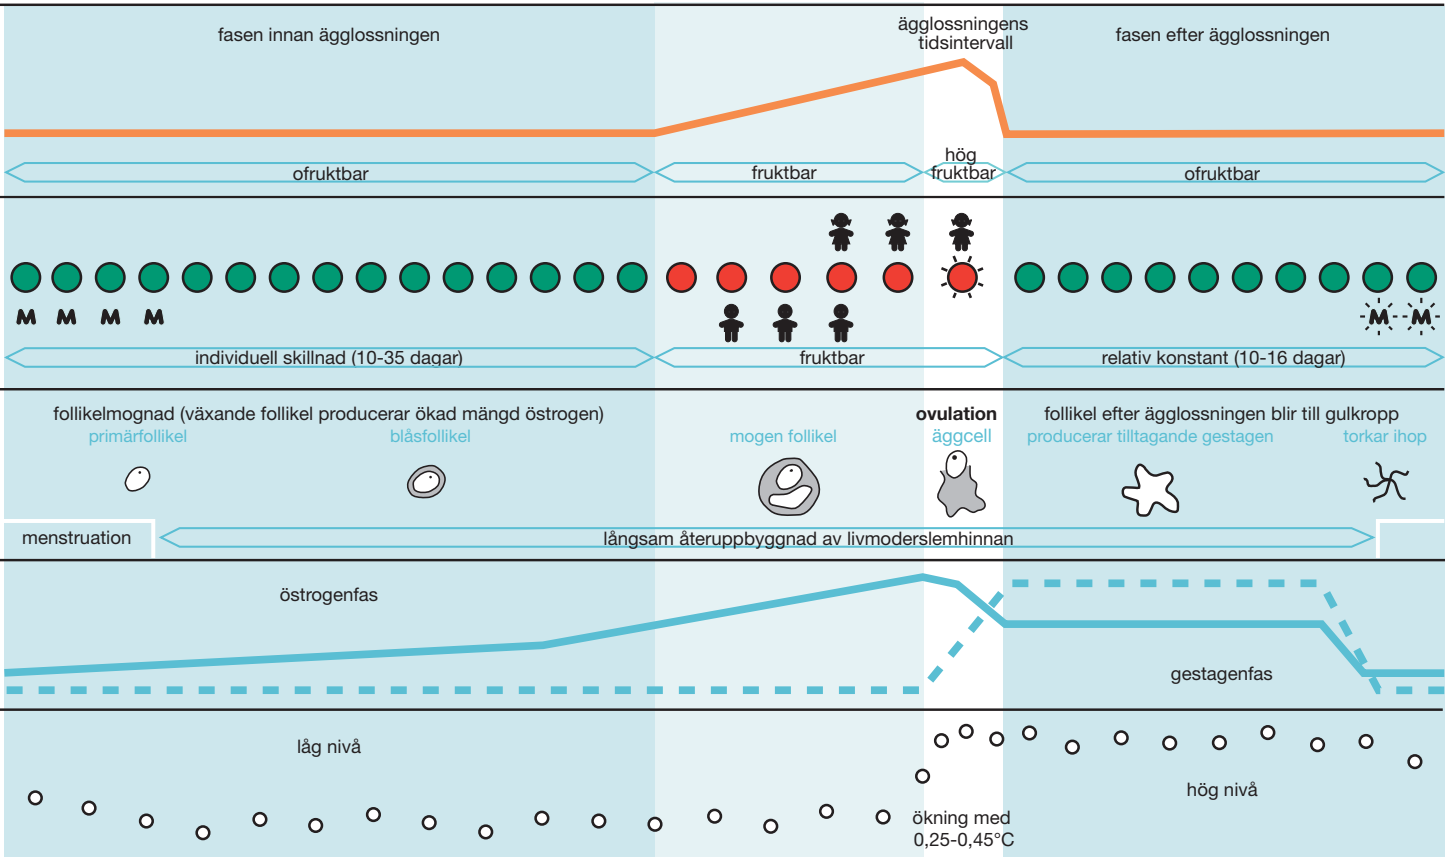 fasen innan ägglossningen
ägglossningens
tidsintervall
fasen efter ägglossningen
ofruktbar
fruktbar
hög
fruktbar
ofruktbar
M M M M
M M
individuell skillnad (10-35 dagar)
fruktbar
relativ konstant (10-16 dagar)
follikelmognad (växande follikel producerar ökad mängd östrogen)
ovulation
follikel efter ägglossningen blir till gulkropp
primärfollikel
blåsfollikel
mogen follikel
äggcell
producerar tilltagande gestagen
torkar ihop
menstruation
långsam återuppbyggnad av livmoderslemhinnan
östrogenfas
gestagenfas
låg nivå
hög nivå
ökning med
0,25-0,45°C